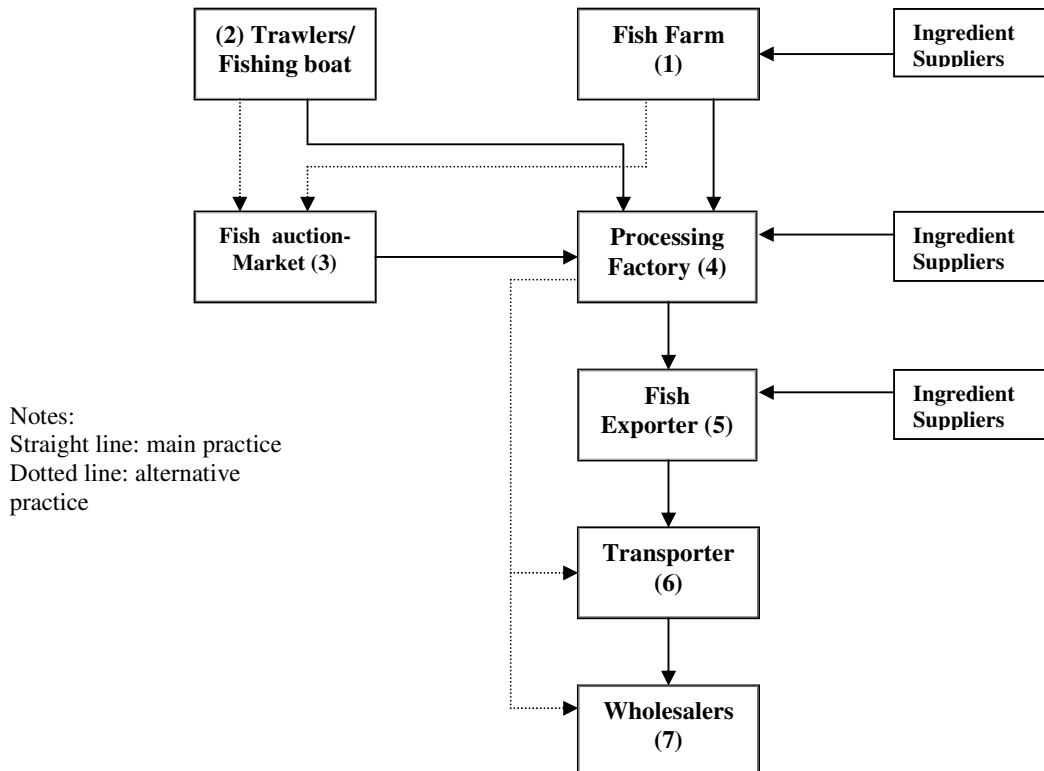 (2) Trawlers/
Fishing boat
Fish Farm
(1)
Ingredient
Suppliers
Fish auction-
Market (3)
Processing
Factory (4)
Ingredient
Suppliers
Fish
Exporter (5)
Ingredient
Suppliers
Notes:
Straight line: main practice
Dotted line: alternative
practice
Transporter
(6)
Wholesalers
(7)